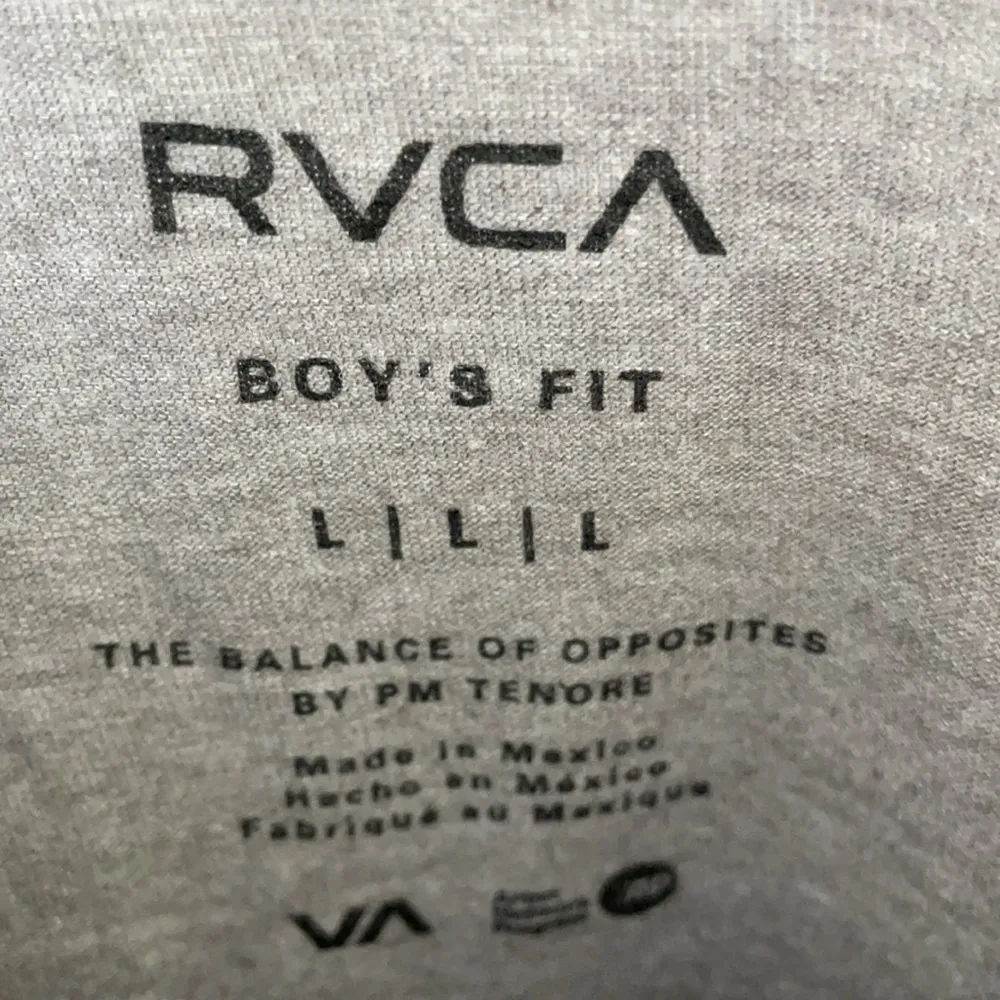 RVCA
BOY'S FIT
L | L | L
THE BALANCE OF OPPOSITES
BY PM TENORE
Made in Mexico
Hecho en México
Fabriqué au Mexique
VA